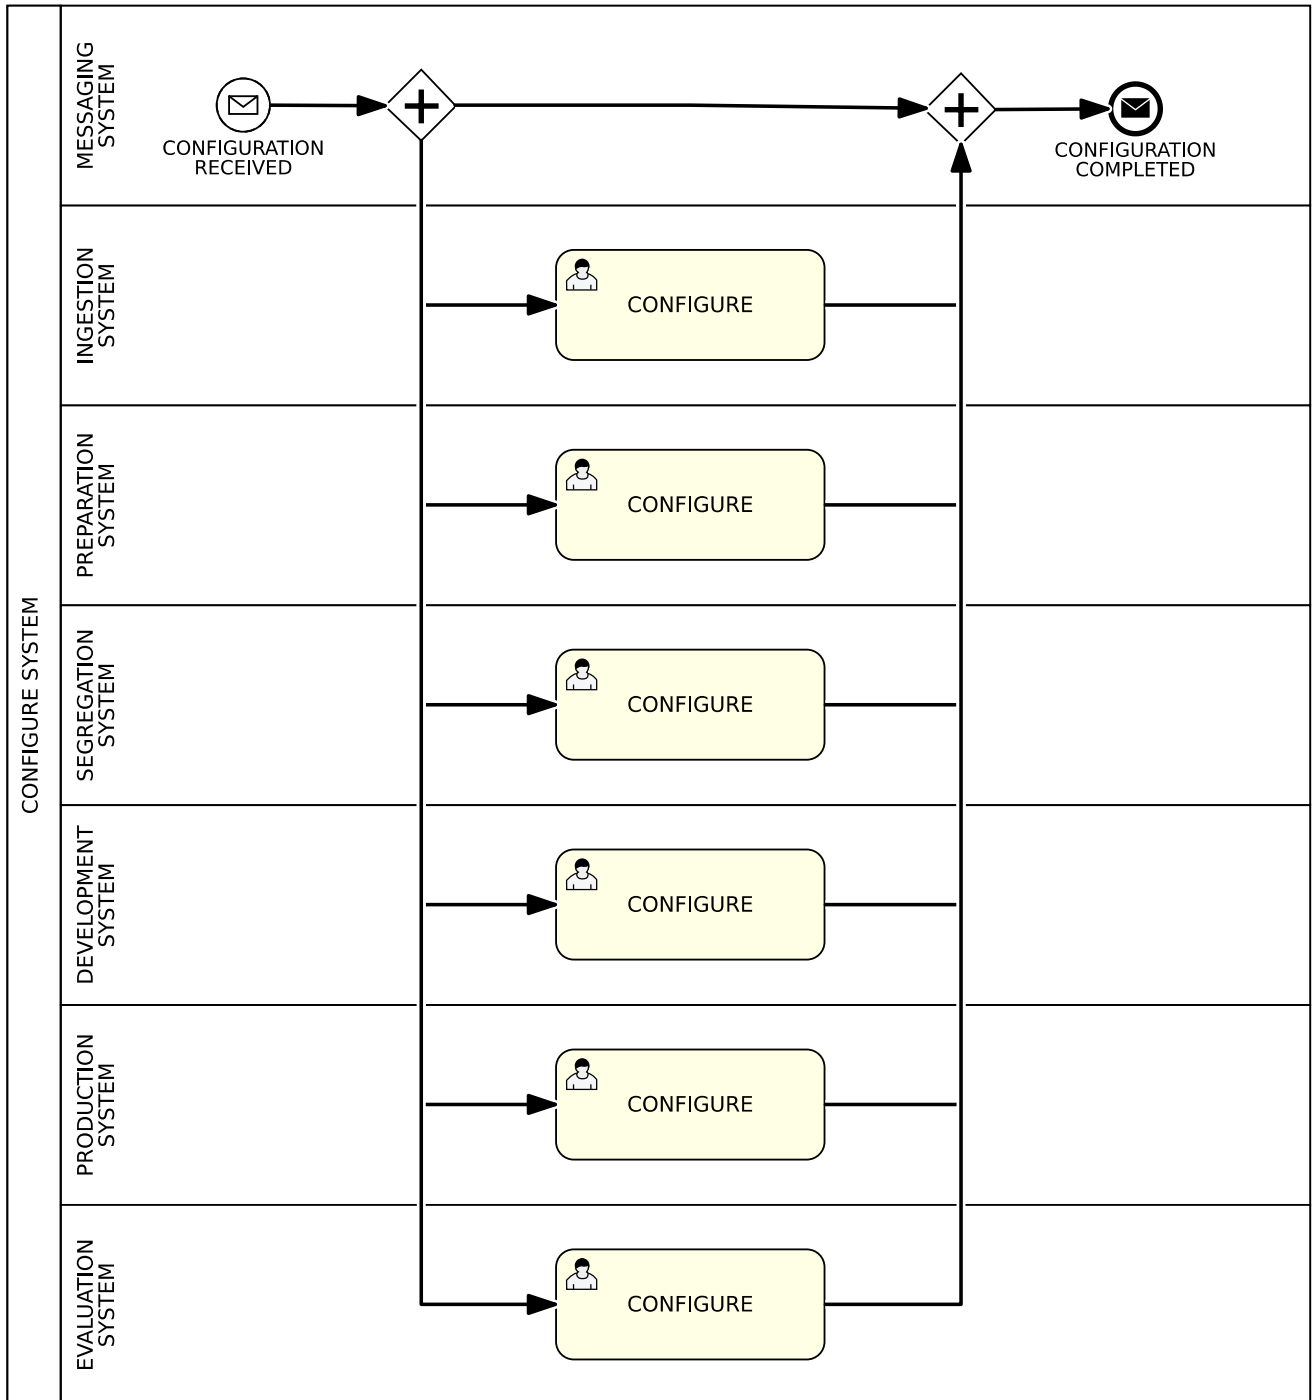 CONFIGURE SYSTEM
MESSAGING
SYSTEM
CONFIGURATION
RECEIVED
CONFIGURATION
COMPLETED
INGESTION
SYSTEM
CONFIGURE
PREPARATION
SYSTEM
CONFIGURE
SEGREGATION
SYSTEM
CONFIGURE
DEVELOPMENT
SYSTEM
CONFIGURE
PRODUCTION
SYSTEM
CONFIGURE
EVALUATION
SYSTEM
CONFIGURE